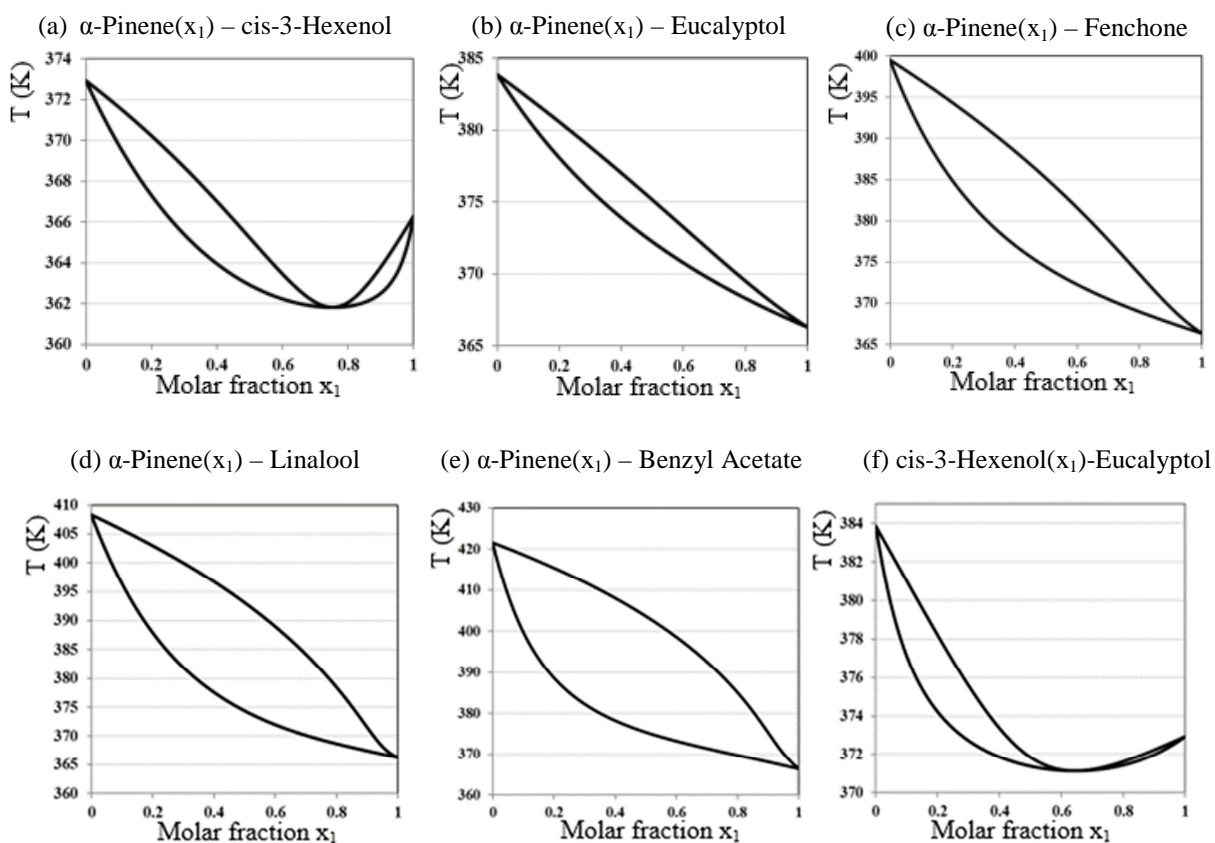 (a) α-Pinene(x₁) – cis-3-Hexenol
T (K)
374
372
370
368
366
364
362
360
0 0.2 0.4 0.6 0.8 1
Molar fraction x₁
(b) α-Pinene(x₁) – Eucalyptol
T (K)
385
380
375
370
365
0 0.2 0.4 0.6 0.8 1
Molar fraction x₁
(c) α-Pinene(x₁) – Fenchone
T (K)
400
395
390
385
380
375
370
365
0 0.2 0.4 0.6 0.8 1
Molar fraction x₁
(d) α-Pinene(x₁) – Linalool
T (K)
410
405
400
395
390
385
380
375
370
365
360
0 0.2 0.4 0.6 0.8 1
Molar fraction x₁
(e) α-Pinene(x₁) – Benzyl Acetate
T (K)
430
420
410
400
390
380
370
360
0 0.2 0.4 0.6 0.8 1
Molar fraction x₁
(f) cis-3-Hexenol(x₁)-Eucalyptol
T (K)
384
382
380
378
376
374
372
370
0 0.2 0.4 0.6 0.8 1
Molar fraction x₁